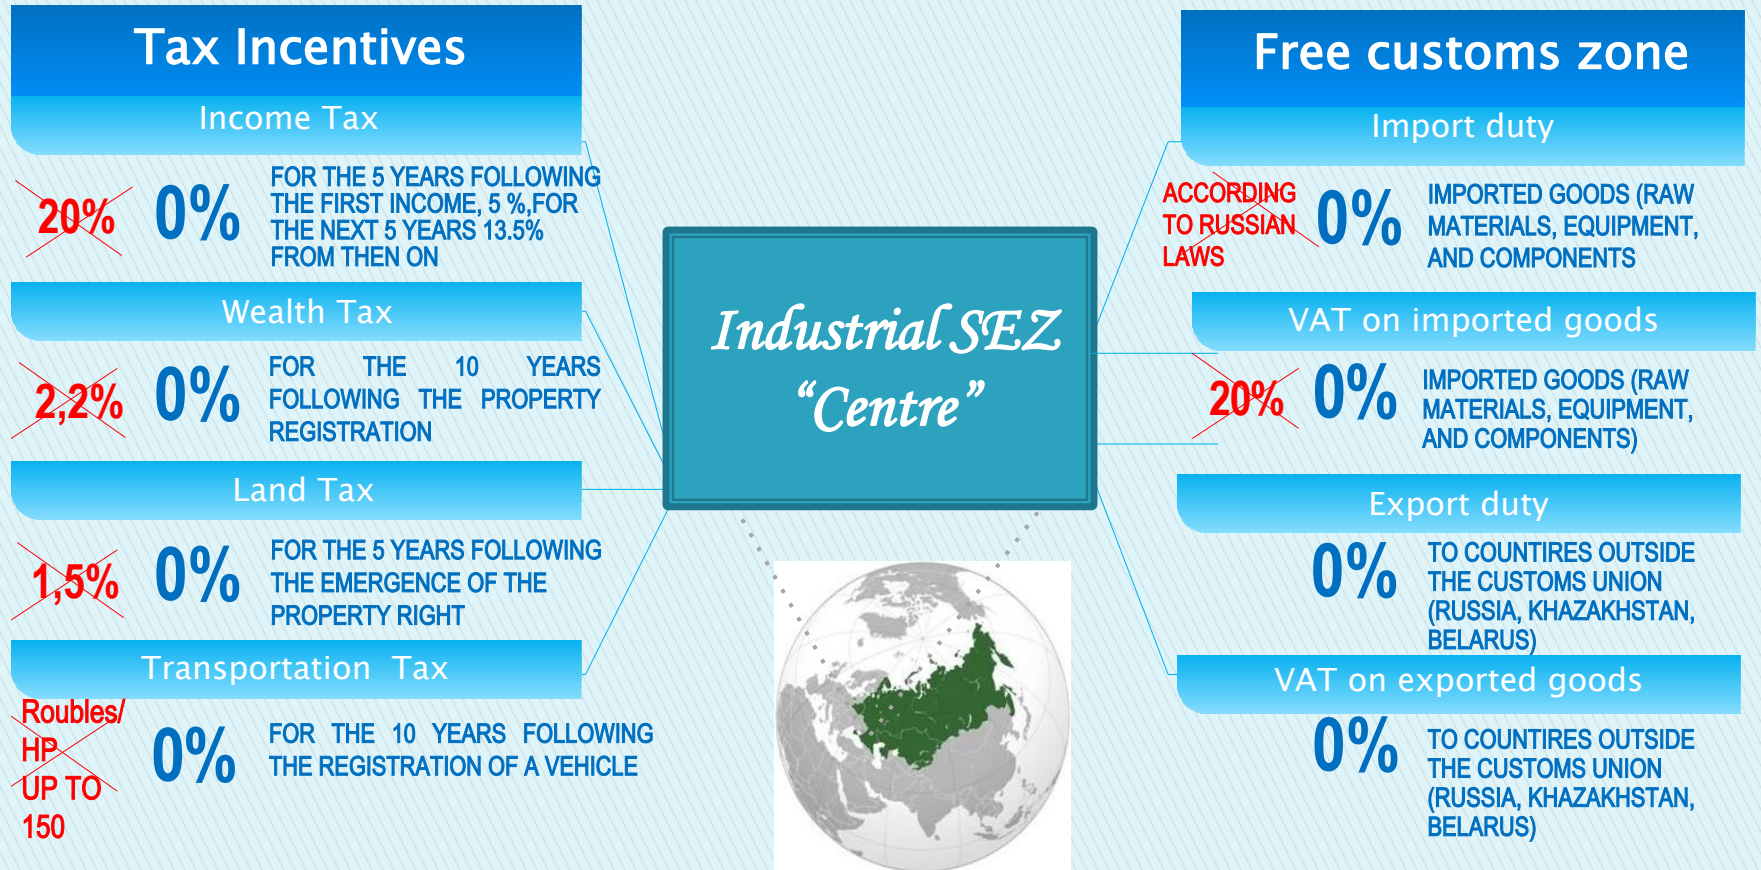 Tax Incentives
Income Tax
20%
0%
FOR THE 5 YEARS FOLLOWING
THE FIRST INCOME, 5 %,FOR
THE NEXT 5 YEARS 13.5%
FROM THEN ON
Wealth Tax
2,2%
0%
FOR THE 10 YEARS
FOLLOWING THE PROPERTY
REGISTRATION
Land Tax
1,5%
0%
FOR THE 5 YEARS FOLLOWING
THE EMERGENCE OF THE
PROPERTY RIGHT
Transportation Tax
Roubles/
HP
UP TO
150
0%
FOR THE 10 YEARS FOLLOWING
THE REGISTRATION OF A VEHICLE
Industrial SEZ
“Centre”
Free customs zone
Import duty
ACCORDING
TO RUSSIAN
LAWS
0%
IMPORTED GOODS (RAW
MATERIALS, EQUIPMENT,
AND COMPONENTS
VAT on imported goods
20%
0%
IMPORTED GOODS (RAW
MATERIALS, EQUIPMENT,
AND COMPONENTS)
Export duty
0%
TO COUNTIRES OUTSIDE
THE CUSTOMS UNION
(RUSSIA, KHAZAKHSTAN,
BELARUS)
VAT on exported goods
0%
TO COUNTIRES OUTSIDE
THE CUSTOMS UNION
(RUSSIA, KHAZAKHSTAN,
BELARUS)